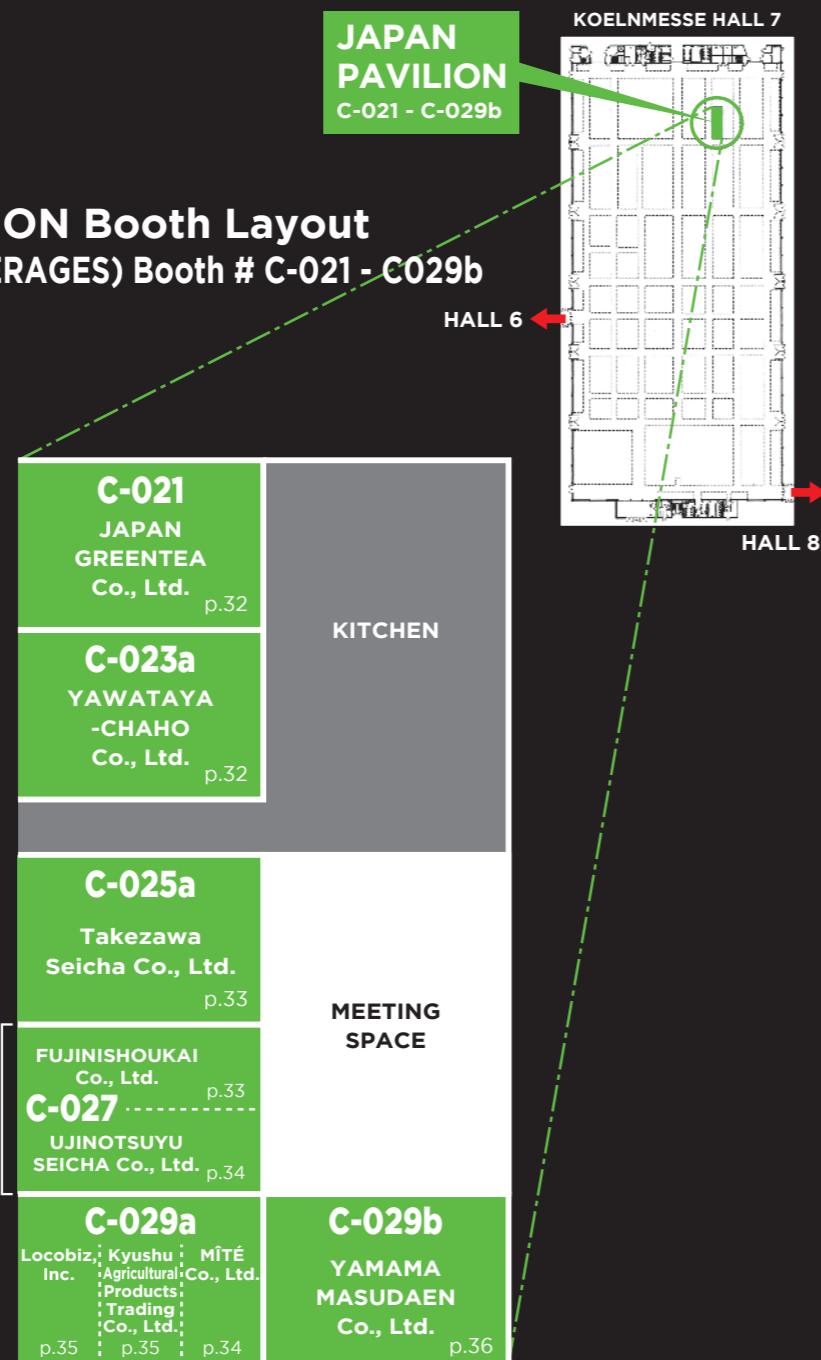 KOELNMESSE HALL 7
JAPAN
PAVILION
C-021 - C-029b
ON Booth Layout
ERAGES) Booth # C-021 - C029b
HALL 6
HALL 8
C-021
JAPAN
GREENTEA
Co., Ltd.
p.32
KITCHEN
C-023a
YAWATAYA
-CHAHO
Co., Ltd.
p.32
C-025a
Takezawa
Seicha Co., Ltd.
p.33
MEETING
SPACE
FUJINISHOUKAI
Co., Ltd.
p.33
C-027
UJINOTSUYU
SEICHA Co., Ltd.
p.34
C-029a
Locobiz,
Inc.
p.35
Kyushu
Agricultural
Products
Trading
Co., Ltd.
p.35
MÎTÉ
Co., Ltd.
p.34
C-029b
YAMAMA
MASUDAEN
Co., Ltd.
p.36